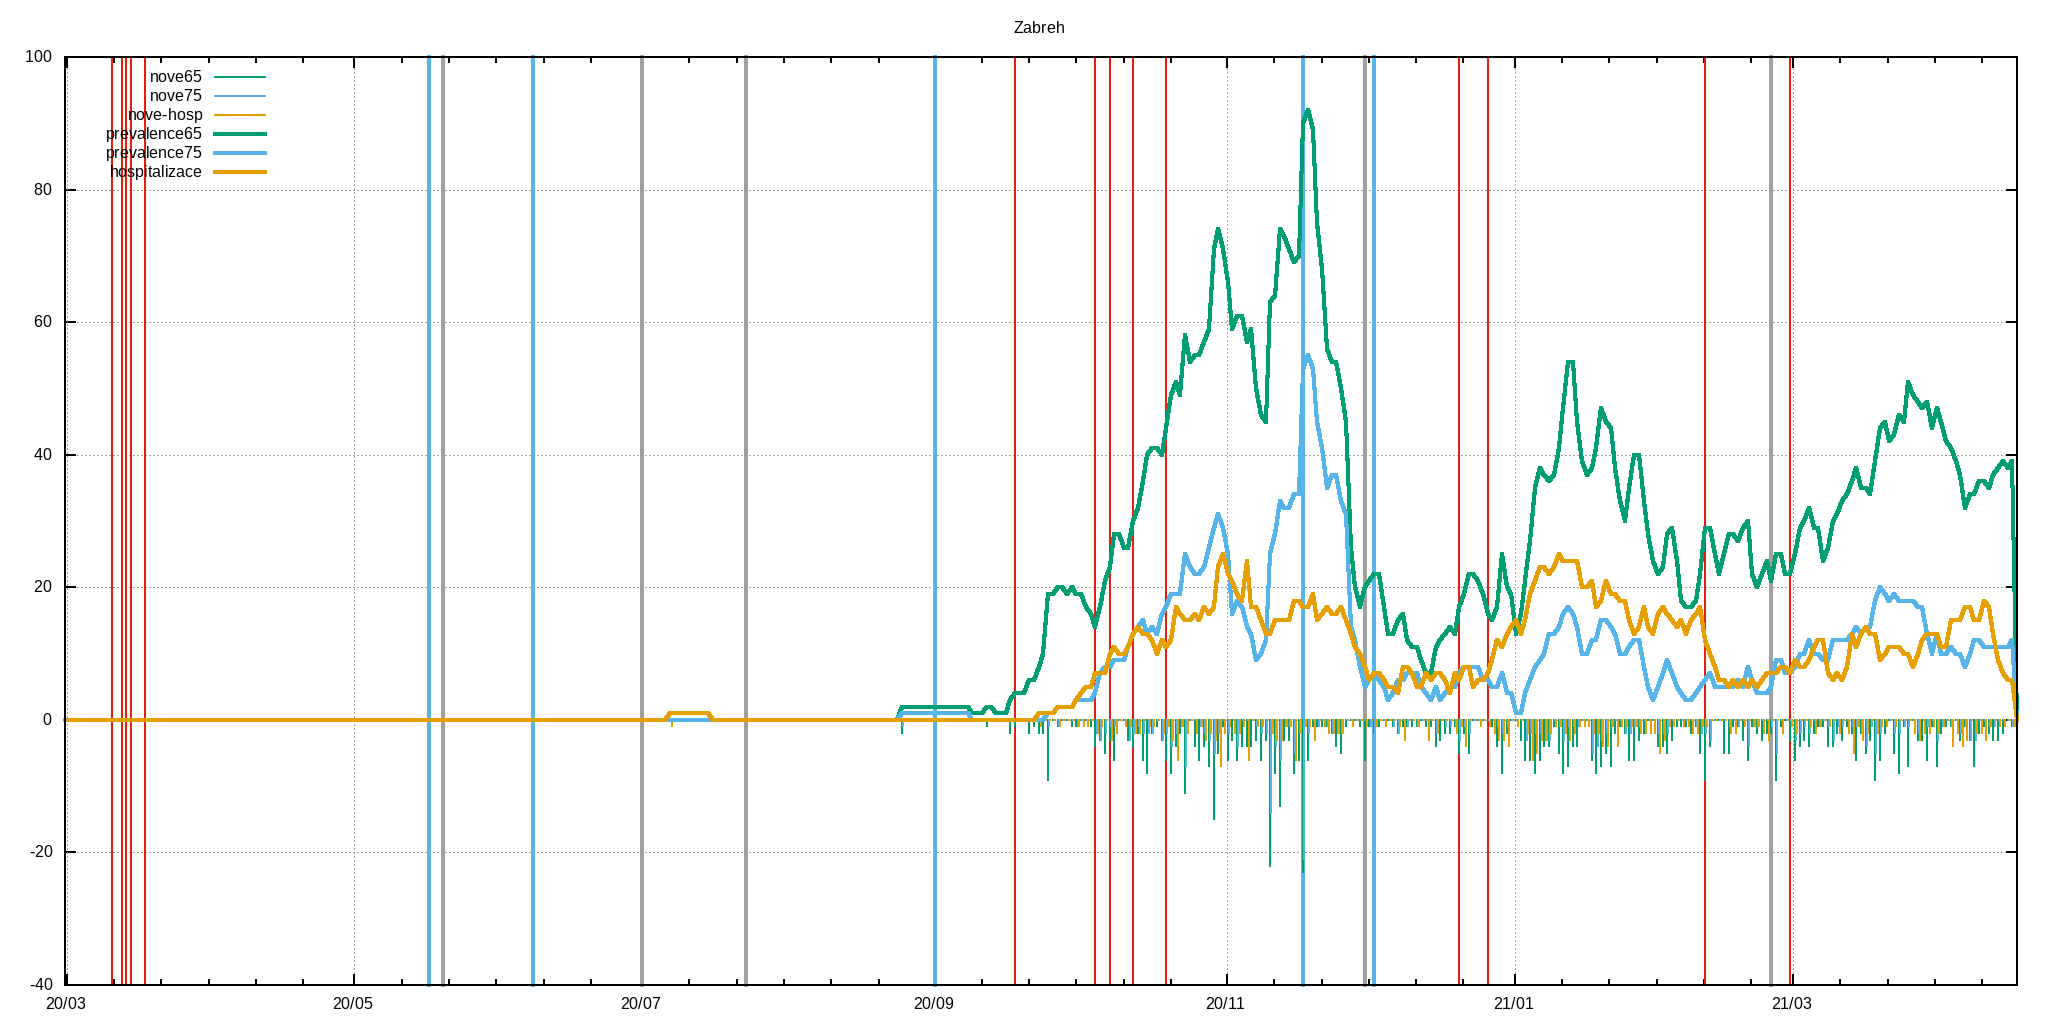 Zabreh
100
80
60
40
20
0
-20
-40
nove65
nove75
nove-hosp
prevalence65
prevalence75
hospitalizace
20/03 20/05 20/07 20/09 20/11 21/01 21/03